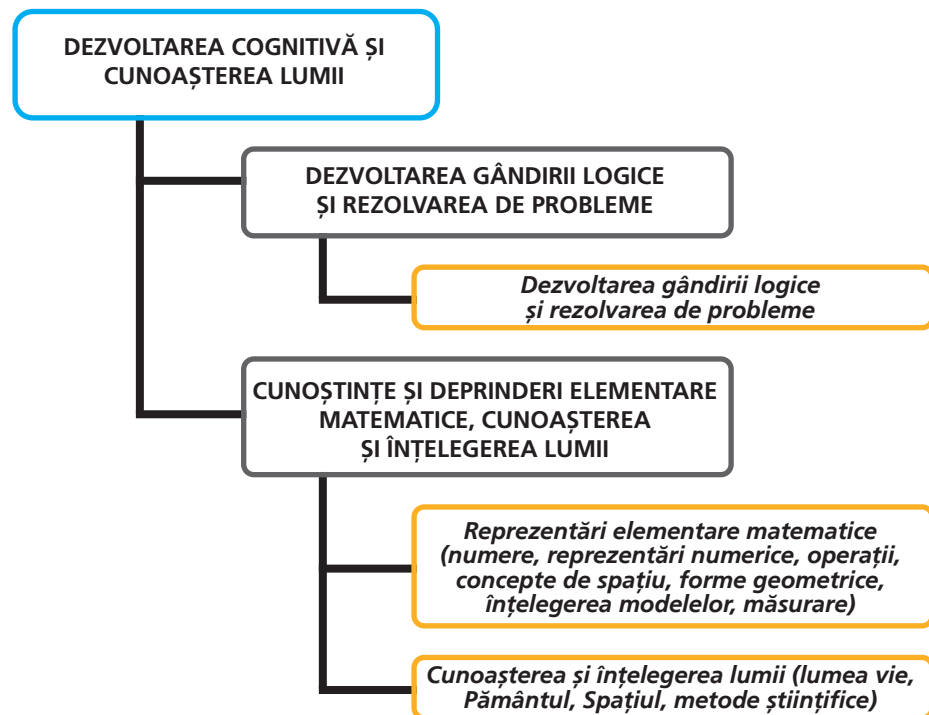 DEZVOLTAREA COGNITIVĂ ȘI
CUNOAȘTEREA LUMII
DEZVOLTAREA GÂNDIRII LOGICE
ȘI REZOLVAREA DE PROBLEME
Dezvoltarea gândirii logice
și rezolvarea de probleme
CUNOȘTINȚE ȘI DEPRINDERI ELEMENTARE
MATEMATICE, CUNOAȘTEREA
ȘI ÎNȚELEGEREA LUMII
Reprezentări elementare matematice
(numere, reprezentări numerice, operații,
concepte de spațiu, forme geometrice,
înțelegerea modelelor, măsurare)
Cunoașterea și înțelegerea lumii (lumea vie,
Pământul, Spațiul, metode științifice)